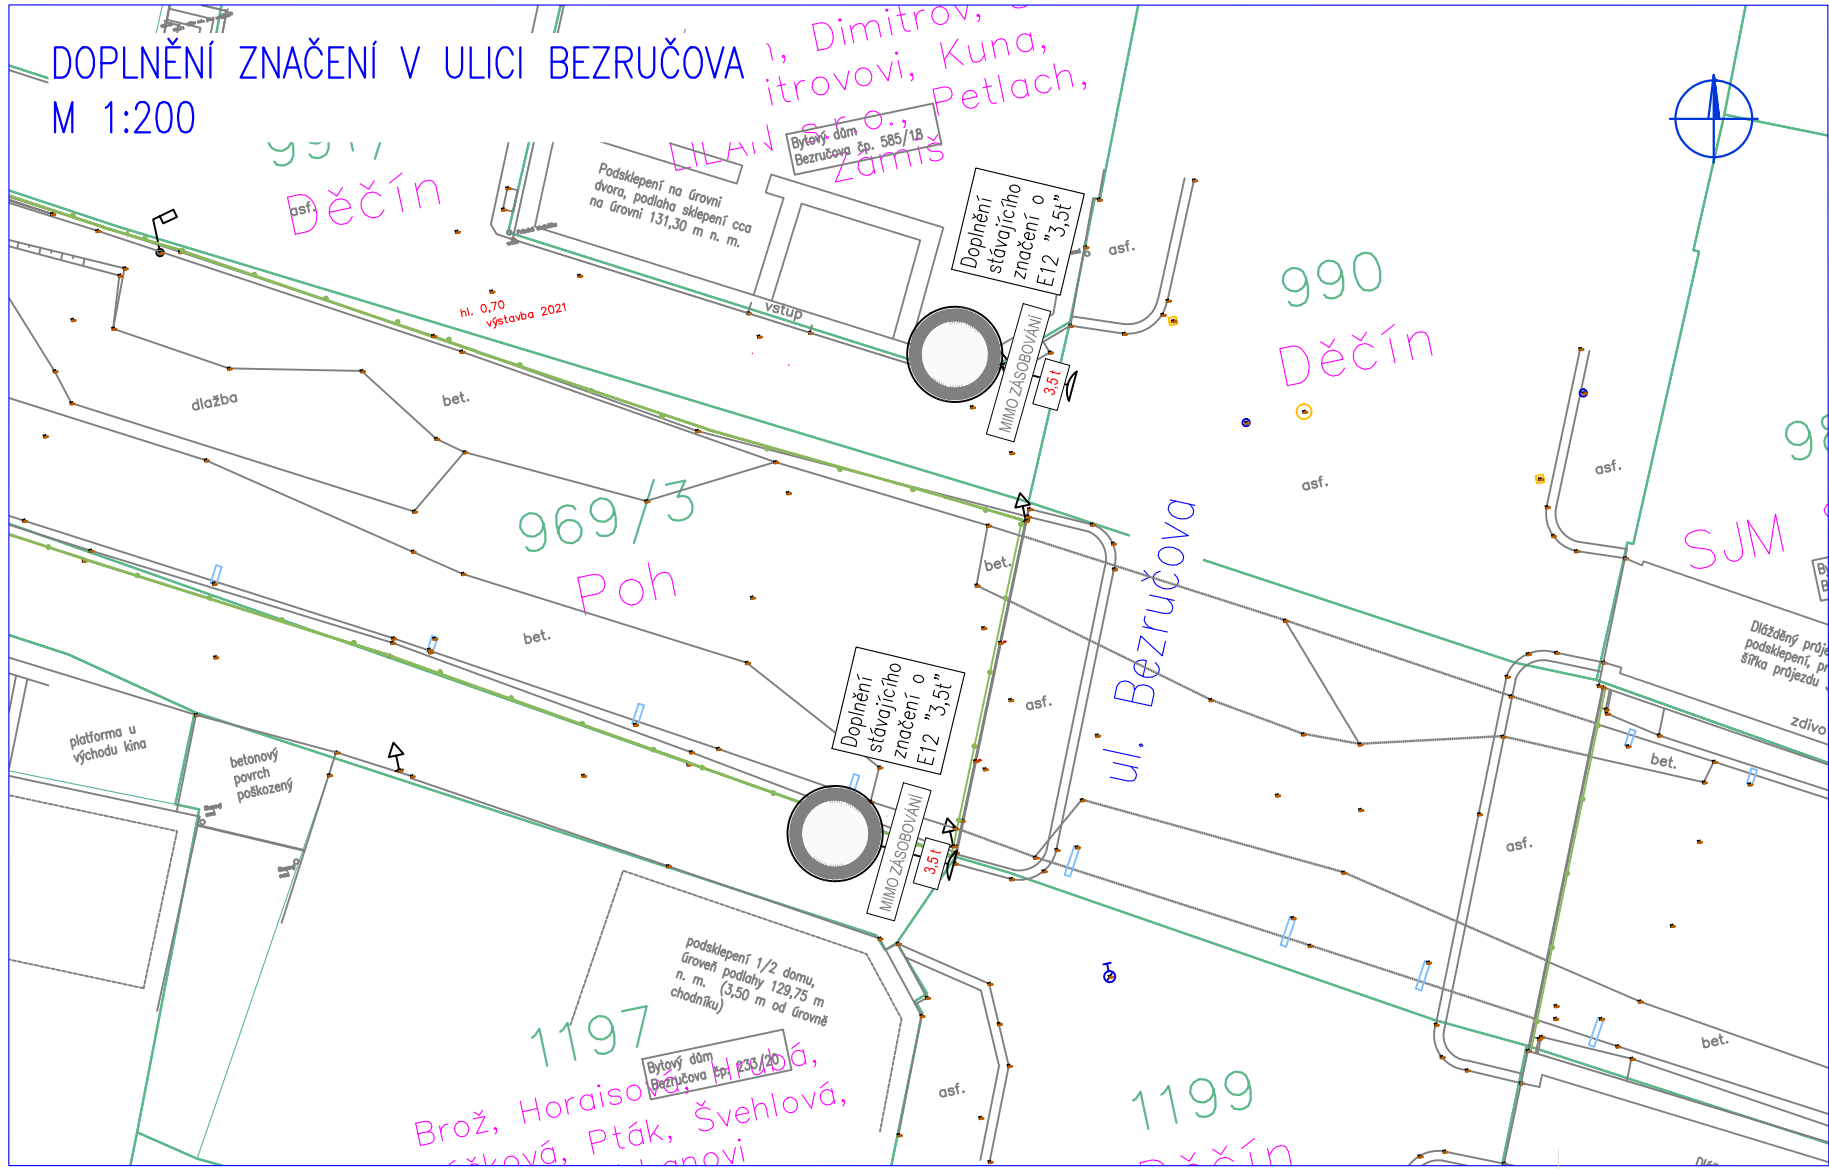 DOPLNĚNÍ ZNAČENÍ V ULICI BEZRUČOVA
M 1:200
Dimitrov,
itrovovi, Kuna,
s.r.o., Petlach,
Zámiš
Bytový dům
Bezručova čp. 585/18
991/
Děčín
asf.
Podsklepení na úrovni
dvora, podlaha sklepení cca
na úrovni 131,30 m n. m.
Doplnění
stávajícího
značení o
E12 "3,5t"
asf.
990
Děčín
hl. 0,70
výstavba 2021
vstup
MIMO ZÁSOBOVÁNÍ
3,5t
dlažba
bet.
asf.
asf.
98
969/3
Poh
SJM
bet.
ul. Bezručova
bet.
Doplnění
stávajícího
značení o
E12 "3,5t"
asf.
Dlážděný průje
podsklepení, pr
šířka průjezdu
zdivo
platforma u
východu kina
betonový
povrch
poškozený
bet.
MIMO ZÁSOBOVÁNÍ
3,5t
asf.
podsklepení 1/2 domu,
úroveň podlahy 129,75 m
n. m. (3,50 m od úrovně
chodníku)
1197
Bytový dům
Bezručova čp. 233/20
bet.
Brož, Horaisová, Hrubá,
Pták, Švehlová,
asf.
1199
Děčín